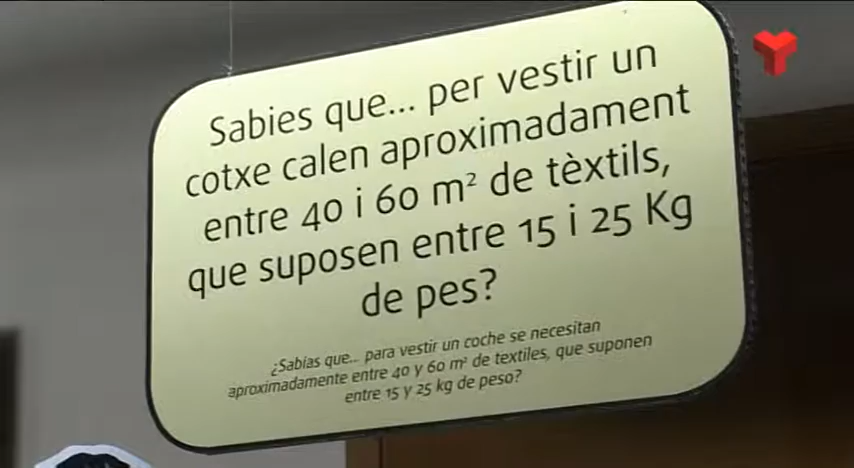 Sabies que... per vestir un
cotxe calen aproximadament
entre 40 i 60 m² de tèxtils,
que suposen entre 15 i 25 Kg
de pes?
¿Sabias que... para vestir un coche se necesitan
aproximadamente entre 40 y 60 m² de textiles, que suponen
entre 15 y 25 kg de peso?